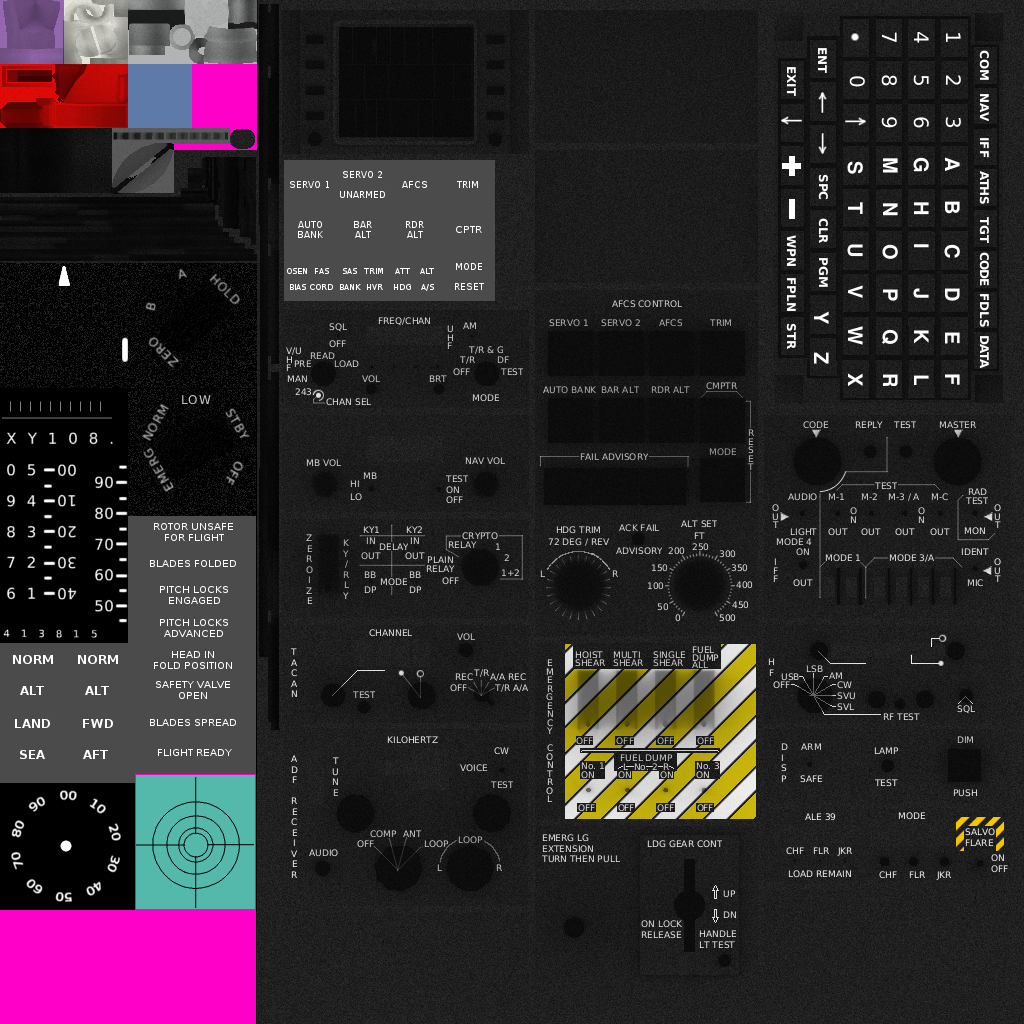 SERVO 1
SERVO 2
UNARMED
AFCS
TRIM
AUTO
BANK
BAR
ALT
RDR
ALT
CPTR
OSEN FAS SAS TRIM ATT ALT
BIAS CORD BANK HVR HDG A/S
MODE
RESET
EXIT ← ✚ ▬ WPN FPLN STR
ENT ← → SPC CLR PGM Y Z
• 0 ↑ S T U V W X
7 8 9 M N O P Q R
4 5 6 G H I J K L
1 2 3 A B C D E F
COM NAV IFF ATHS TGT CODE FDLS DATA
A
B
HOLD
ZERO
LOW
NORM
STBY
EMERG
OFF
X Y 1 0 8 .
0 5 00
9 4 10
8 3 20
7 2 30
6 1 40
90
80
70
60
50
4 1 3 8 1 5
NORM NORM
ALT ALT
LAND FWD
SEA AFT
ROTOR UNSAFE
FOR FLIGHT
BLADES FOLDED
PITCH LOCKS
ENGAGED
PITCH LOCKS
ADVANCED
HEAD IN
FOLD POSITION
SAFETY VALVE
OPEN
BLADES SPREAD
FLIGHT READY
00
10
20
30
40
50
60
70
80
90
FREQ/CHAN
SQL
OFF
UHF
AM
V/U
HF
PRE
READ
LOAD
MAN
243
CHAN SEL
VOL
BRT
T/R & G
T/R
DF
OFF
TEST
MODE
MB VOL
HI
LO
MB
NAV VOL
TEST
ON
OFF
ZEROIZE
KY/RLY
KY1
IN
OUT
BB
DP
DELAY
MODE
KY2
IN
OUT
BB
DP
CRYPTO
RELAY
PLAIN
RELAY
OFF
1
2
1+2
TACAN
CHANNEL
VOL
TEST
REC
OFF
T/R
A/A REC
T/R A/A
ADF RECEIVER
KILOHERTZ
TUNE
CW
VOICE
TEST
AUDIO
COMP
ANT
OFF
LOOP
LOOP
L
R
AFCS CONTROL
SERVO 1 SERVO 2 AFCS TRIM
AUTO BANK BAR ALT RDR ALT CMPTR
RESET
FAIL ADVISORY
MODE
HDG TRIM
72 DEG / REV
L
R
ACK FAIL
ADVISORY
ALT SET
0
50
100
150
200
250
300
350
400
450
500
EMERGENCY CONTROL
HOIST
SHEAR
MULTI
SHEAR
SINGLE
SHEAR
FUEL
DUMP
ALL
OFF OFF OFF OFF
FUEL DUMP
No. 1
ON
L No-2 R
ON ON
No. 3
ON
OFF OFF OFF OFF
EMERG LG
EXTENSION
TURN THEN PULL
LDG GEAR CONT
UP
DN
ON LOCK
RELEASE
HANDLE
LT TEST
CODE
REPLY TEST
MASTER
TEST
AUDIO M-1 M-2 M-3 / A M-C
RAD
TEST
OUT
ON
ON
OUT
LIGHT OUT OUT OUT OUT
MON
MODE 4
ON
OUT
IFF
MODE 1
MODE 3/A
IDENT
MIC
OUT
HF
LSB
USB
OFF
AM
CW
SVU
SVL
RF TEST
SQL
DISP
ARM
SAFE
LAMP
TEST
DIM
PUSH
ALE 39
MODE
SALVO
FLARE
CHF FLR JKR
LOAD REMAIN
CHF FLR JKR
ON
OFF